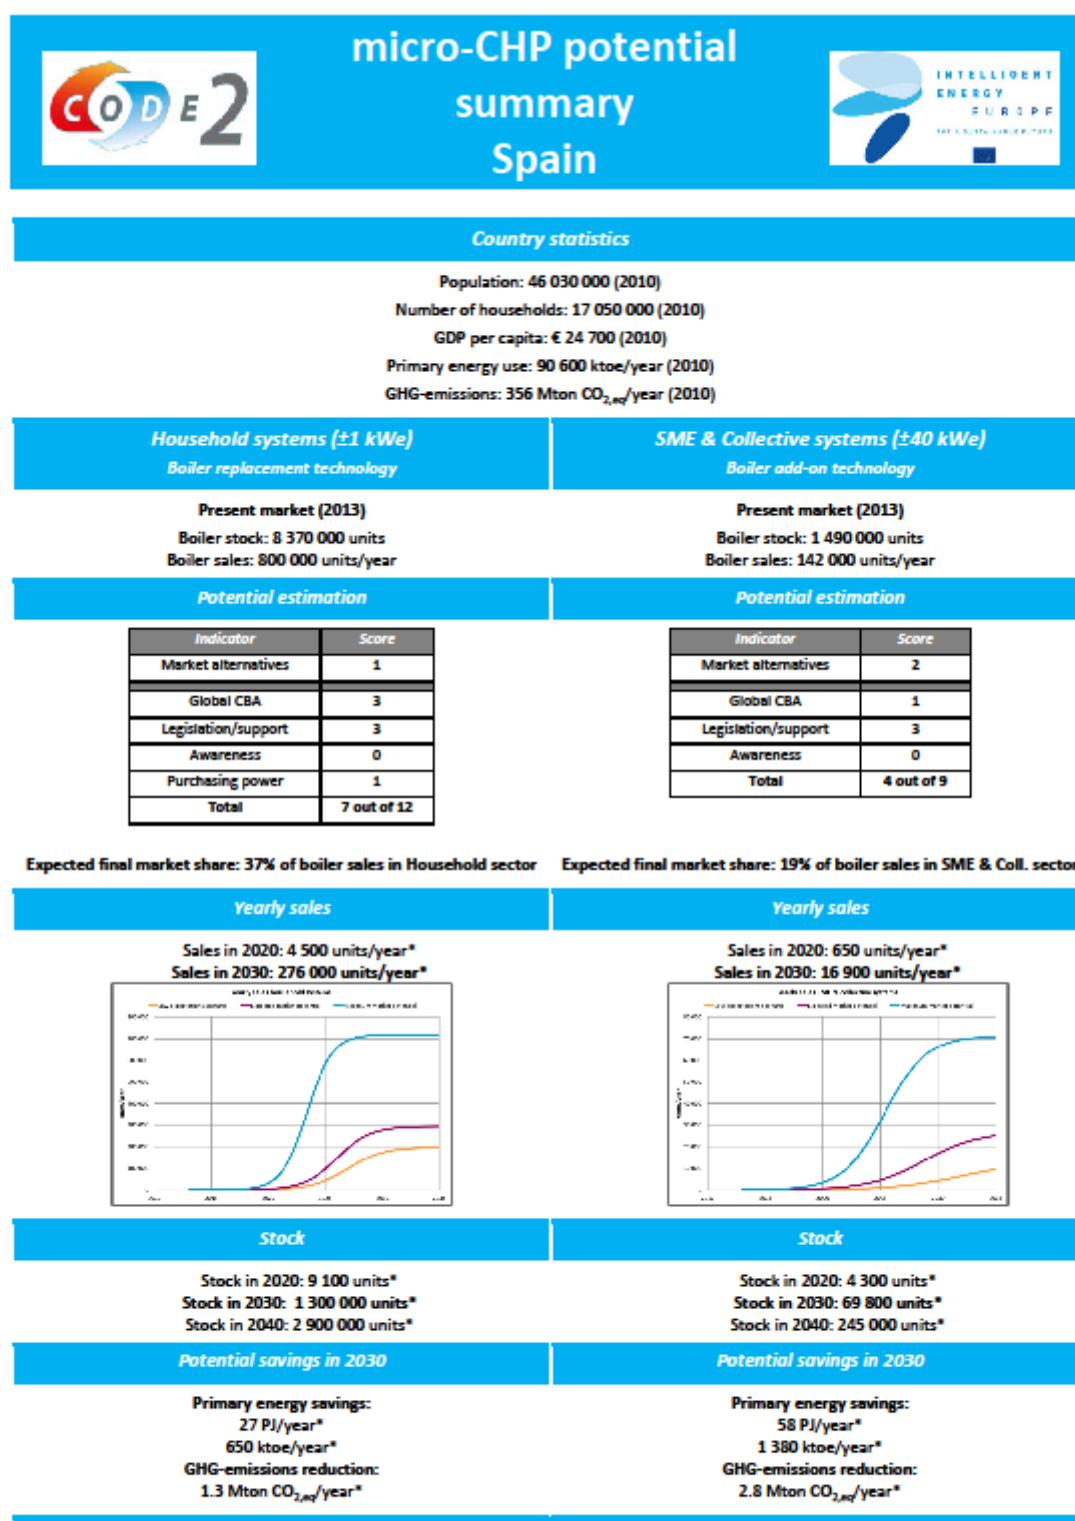 CODE2
micro-CHP potential
summary
Spain
INTELLIGENT
ENERGY
EUROPE
Country statistics
Population: 46 030 000 (2010)
Number of households: 17 050 000 (2010)
GDP per capita: € 24 700 (2010)
Primary energy use: 90 600 ktoe/year (2010)
GHG-emissions: 356 Mton CO2,eq/year (2010)
Household systems (±1 kWe)
Boiler replacement technology
Present market (2013)
Boiler stock: 8 370 000 units
Boiler sales: 800 000 units/year
Potential estimation
Indicator Score
Market alternatives 1
Global CBA 3
Legislation/support 3
Awareness 0
Purchasing power 1
Total 7 out of 12
Expected final market share: 37% of boiler sales in Household sector
Yearly sales
Sales in 2020: 4 500 units/year*
Sales in 2030: 276 000 units/year*
Stock
Stock in 2020: 9 100 units*
Stock in 2030: 1 300 000 units*
Stock in 2040: 2 900 000 units*
Potential savings in 2030
Primary energy savings:
27 PJ/year*
650 ktoe/year*
GHG-emissions reduction:
1.3 Mton CO2,eq/year*
SME & Collective systems (±40 kWe)
Boiler add-on technology
Present market (2013)
Boiler stock: 1 490 000 units
Boiler sales: 142 000 units/year
Potential estimation
Indicator Score
Market alternatives 2
Global CBA 1
Legislation/support 3
Awareness 0
Total 4 out of 9
Expected final market share: 19% of boiler sales in SME & Coll. sector
Yearly sales
Sales in 2020: 650 units/year*
Sales in 2030: 16 900 units/year*
Stock
Stock in 2020: 4 300 units*
Stock in 2030: 69 800 units*
Stock in 2040: 245 000 units*
Potential savings in 2030
Primary energy savings:
58 PJ/year*
1 380 ktoe/year*
GHG-emissions reduction:
2.8 Mton CO2,eq/year*